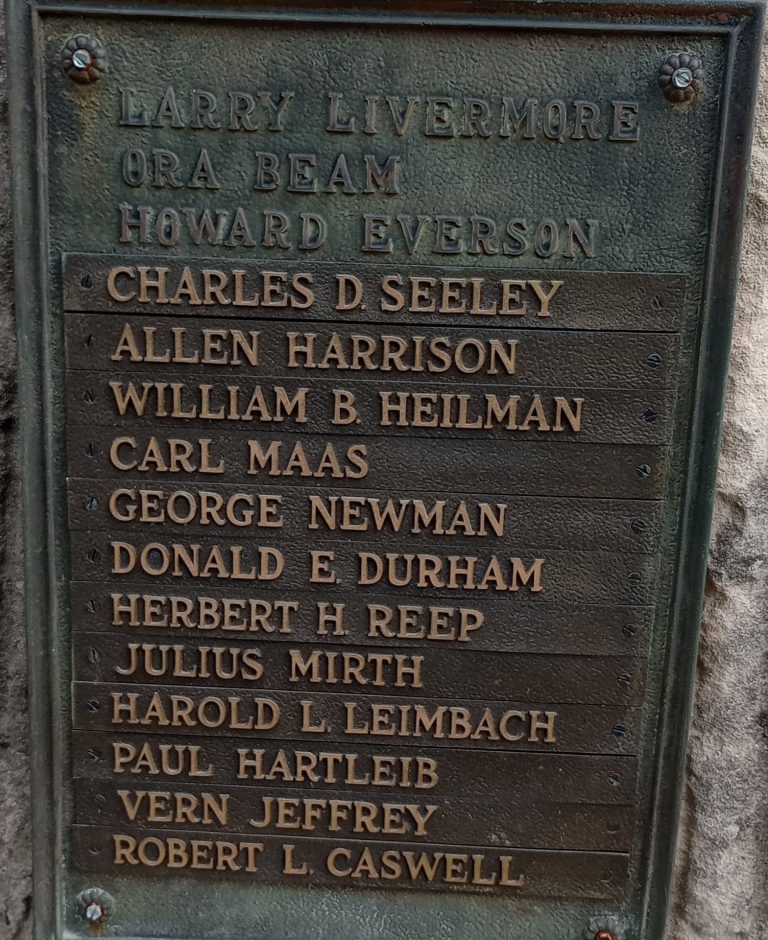 LARRY LIVERMORE
ORA BEAM
HOWARD EVERSON
CHARLES D. SEELEY
ALLEN HARRISON
WILLIAM B. HEILMAN
CARL MAAS
GEORGE NEWMAN
DONALD E. DURHAM
HERBERT H. REEP
JULIUS MIRTH
HAROLD L. LEIMBACH
PAUL HARTLEIB
VERN JEFFREY
ROBERT L. CASWELL